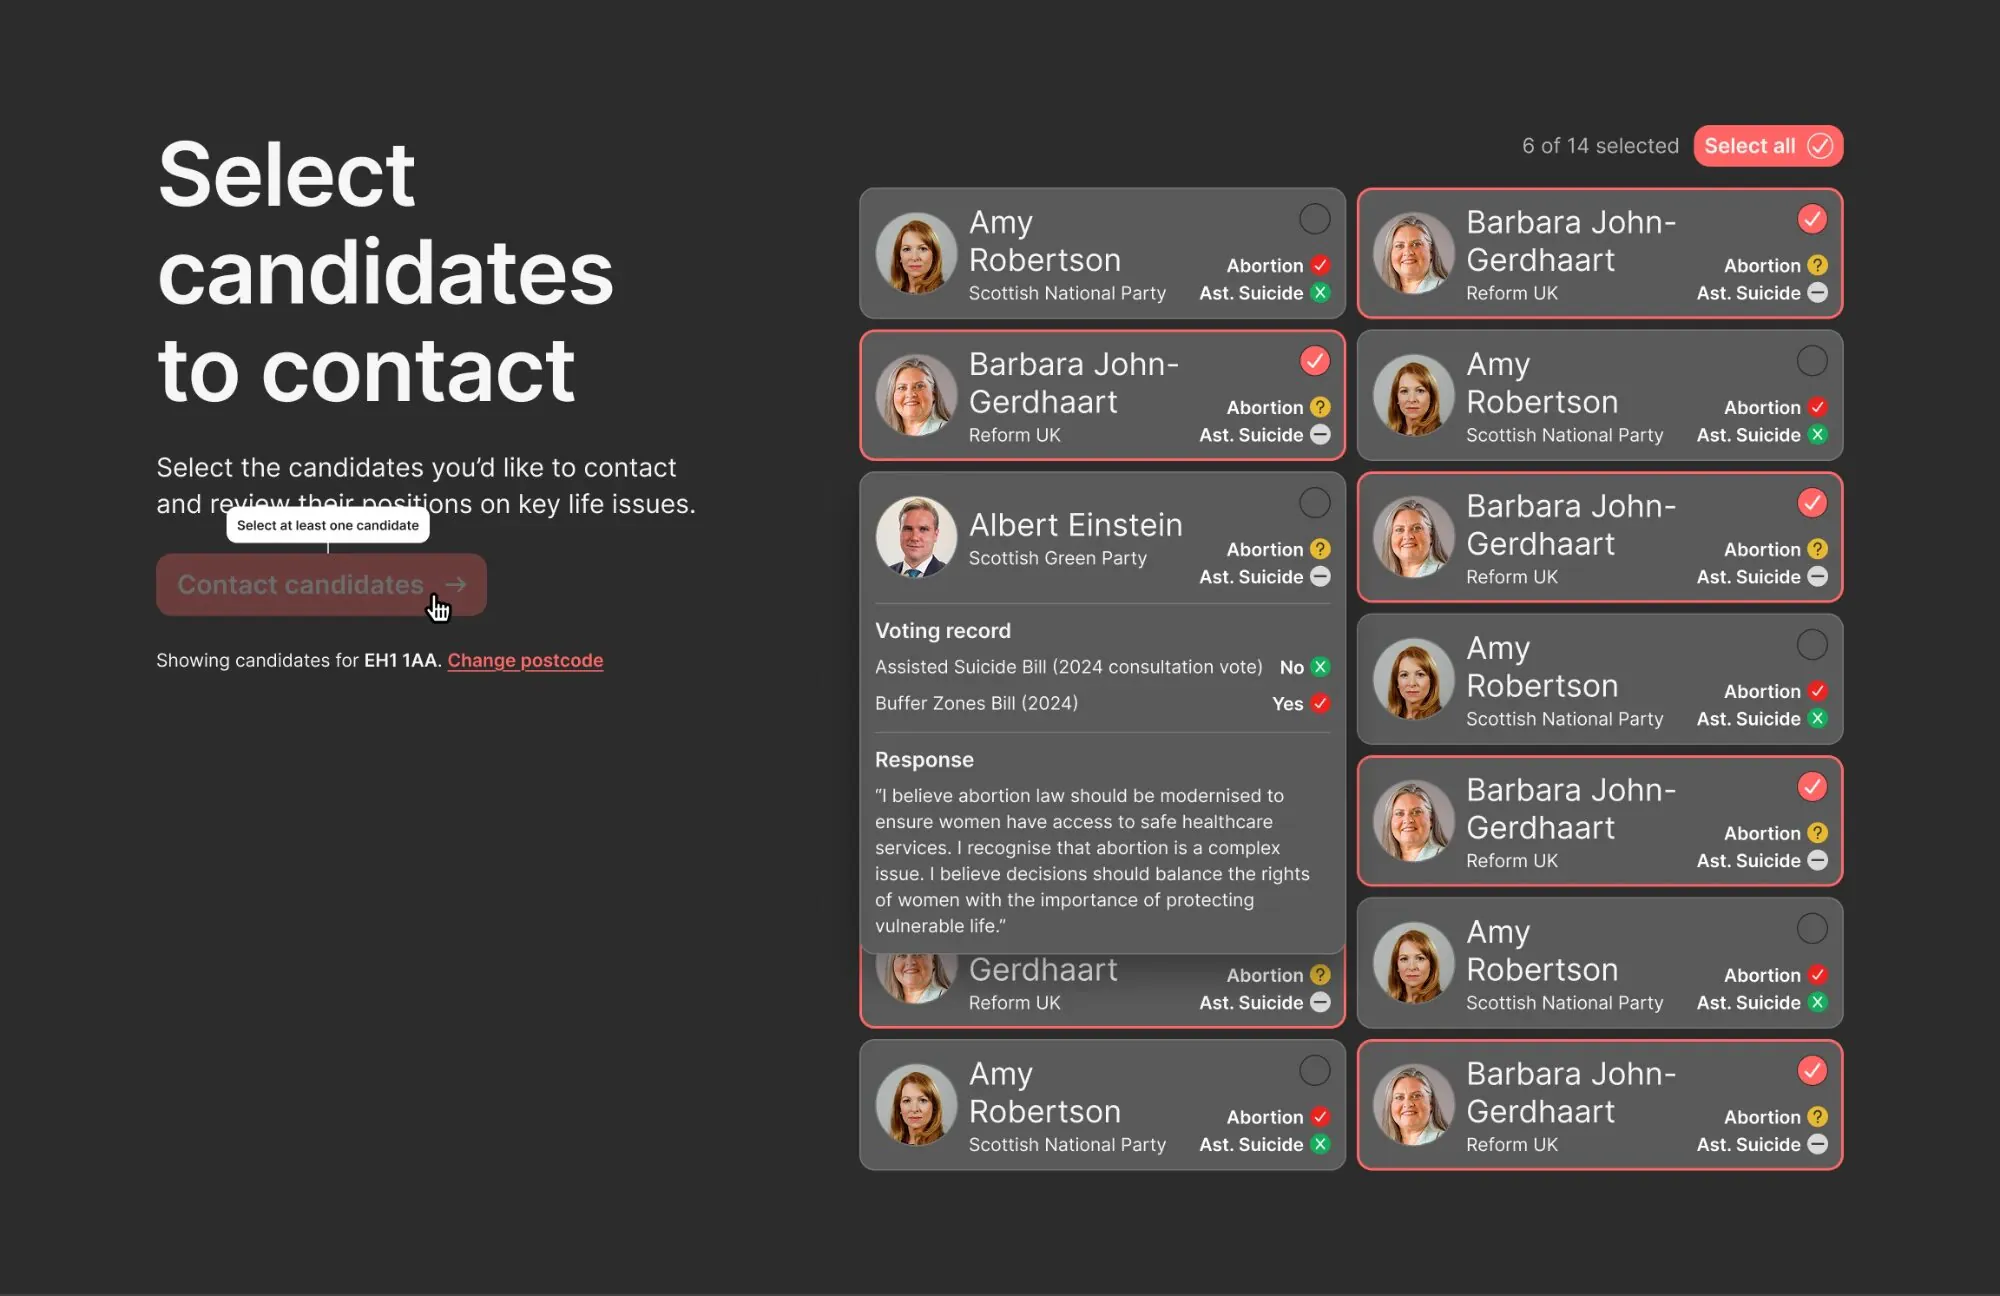 Select
candidates
to contact
Select the candidates you’d like to contact
and review their positions on key life issues.
Select at least one candidate
Contact candidates →
Showing candidates for EH1 1AA. Change postcode
6 of 14 selected
Select all
Amy
Robertson
Scottish National Party
Abortion
Ast. Suicide
Barbara John-
Gerdhaart
Reform UK
Abortion
Ast. Suicide
Barbara John-
Gerdhaart
Reform UK
Abortion
Ast. Suicide
Amy
Robertson
Scottish National Party
Abortion
Ast. Suicide
Albert Einstein
Scottish Green Party
Abortion
Ast. Suicide
Voting record
Assisted Suicide Bill (2024 consultation vote) No
Buffer Zones Bill (2024) Yes
Response
“I believe abortion law should be modernised to
ensure women have access to safe healthcare
services. I recognise that abortion is a complex
issue. I believe decisions should balance the rights
of women with the importance of protecting
vulnerable life.”
Barbara John-
Gerdhaart
Reform UK
Abortion
Ast. Suicide
Amy
Robertson
Scottish National Party
Abortion
Ast. Suicide
Barbara John-
Gerdhaart
Reform UK
Abortion
Ast. Suicide
Gerdhaart
Reform UK
Abortion
Ast. Suicide
Amy
Robertson
Scottish National Party
Abortion
Ast. Suicide
Amy
Robertson
Scottish National Party
Abortion
Ast. Suicide
Barbara John-
Gerdhaart
Reform UK
Abortion
Ast. Suicide